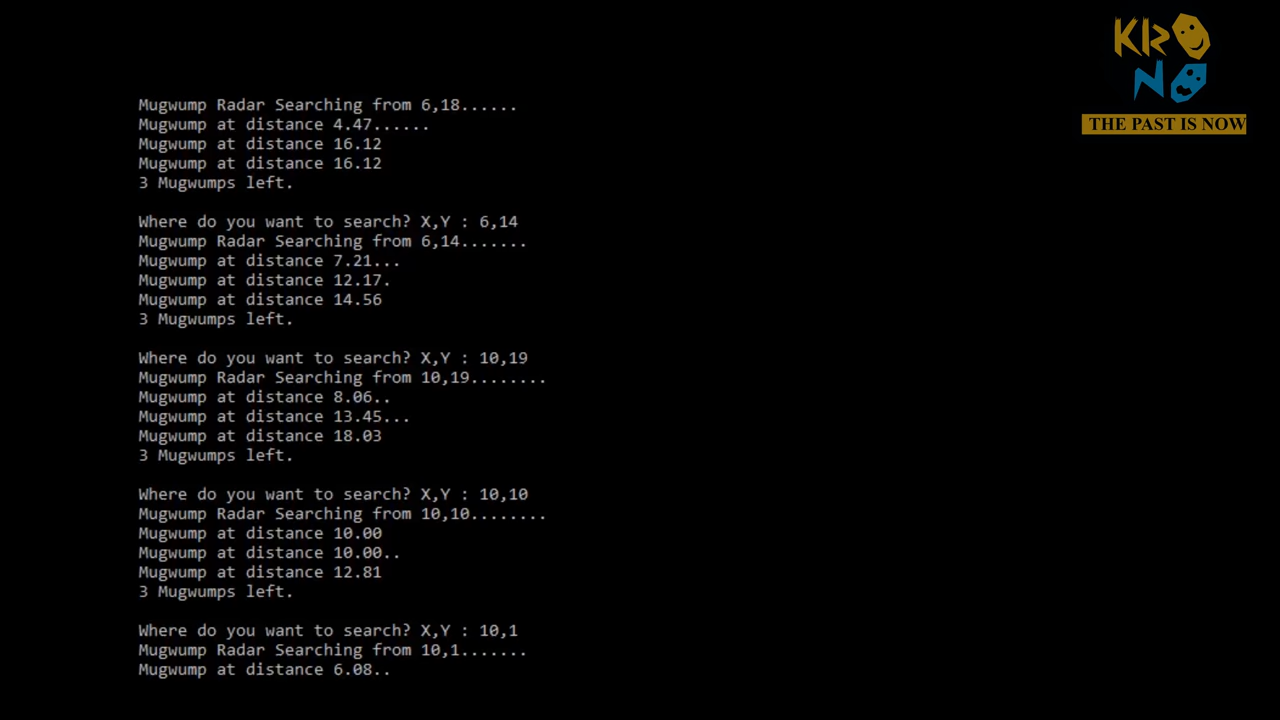 KRONO
THE PAST IS NOW
Mugwump Radar Searching from 6,18......
Mugwump at distance 4.47......
Mugwump at distance 16.12
Mugwump at distance 16.12
3 Mugwumps left.
Where do you want to search? X,Y : 6,14
Mugwump Radar Searching from 6,14.......
Mugwump at distance 7.21...
Mugwump at distance 12.17.
Mugwump at distance 14.56
3 Mugwumps left.
Where do you want to search? X,Y : 10,19
Mugwump Radar Searching from 10,19........
Mugwump at distance 8.06..
Mugwump at distance 13.45...
Mugwump at distance 18.03
3 Mugwumps left.
Where do you want to search? X,Y : 10,10
Mugwump Radar Searching from 10,10........
Mugwump at distance 10.00
Mugwump at distance 10.00..
Mugwump at distance 12.81
3 Mugwumps left.
Where do you want to search? X,Y : 10,1
Mugwump Radar Searching from 10,1.......
Mugwump at distance 6.08..